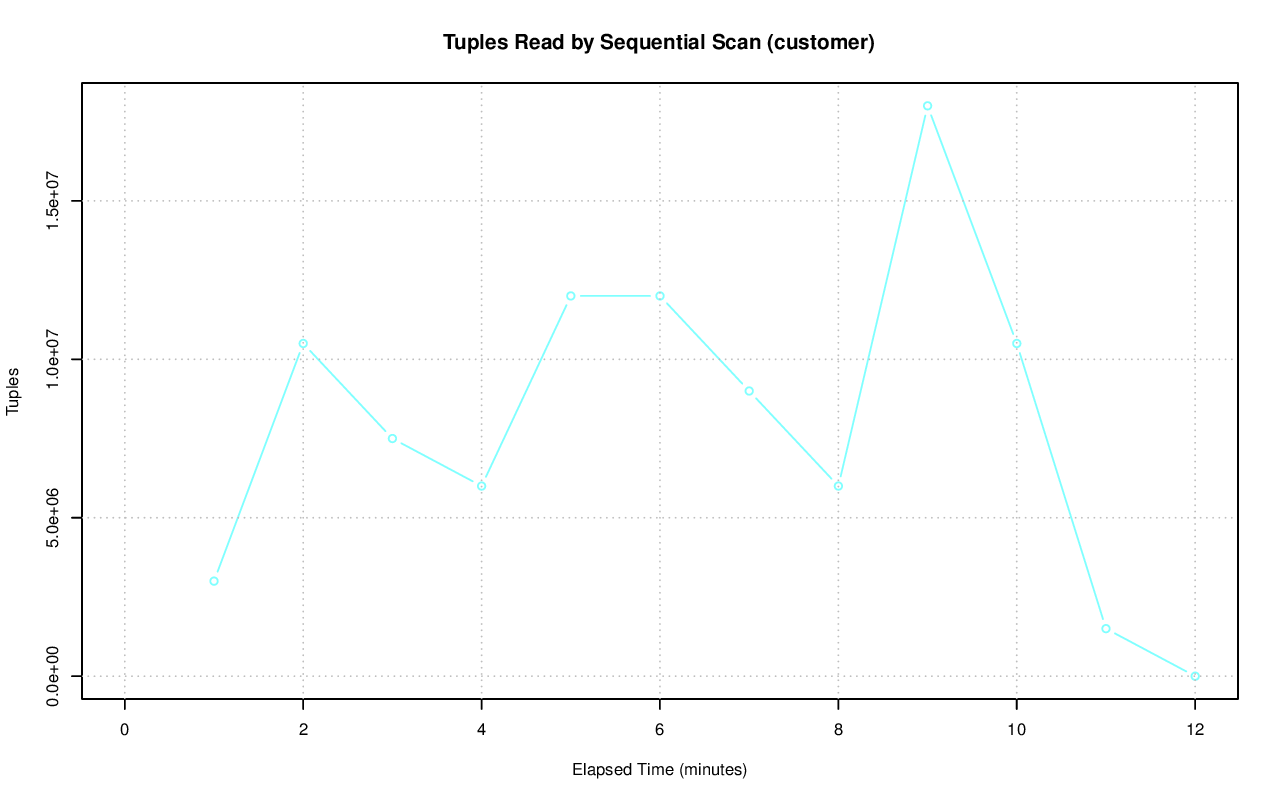 Tuples Read by Sequential Scan (customer)
Tuples
1.5e+07
1.0e+07
5.0e+06
0.0e+00
0 2 4 6 8 10 12
Elapsed Time (minutes)